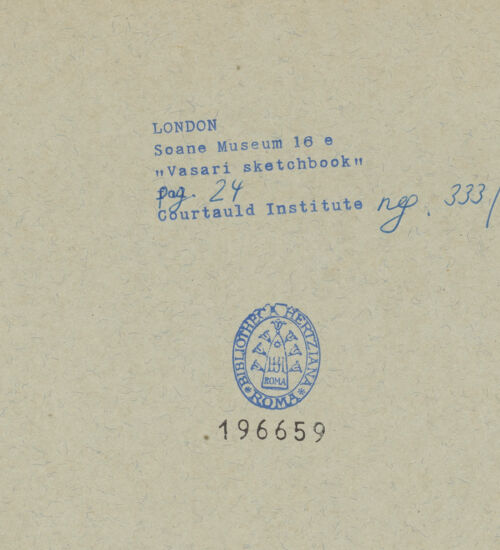 LONDON
Soane Museum 16 e
„Vasari sketchbook"
pag. 24
Courtauld Institute neg. 333/
BIBLIOTHECA HERTZIANA
ROMA
ROMA
196659